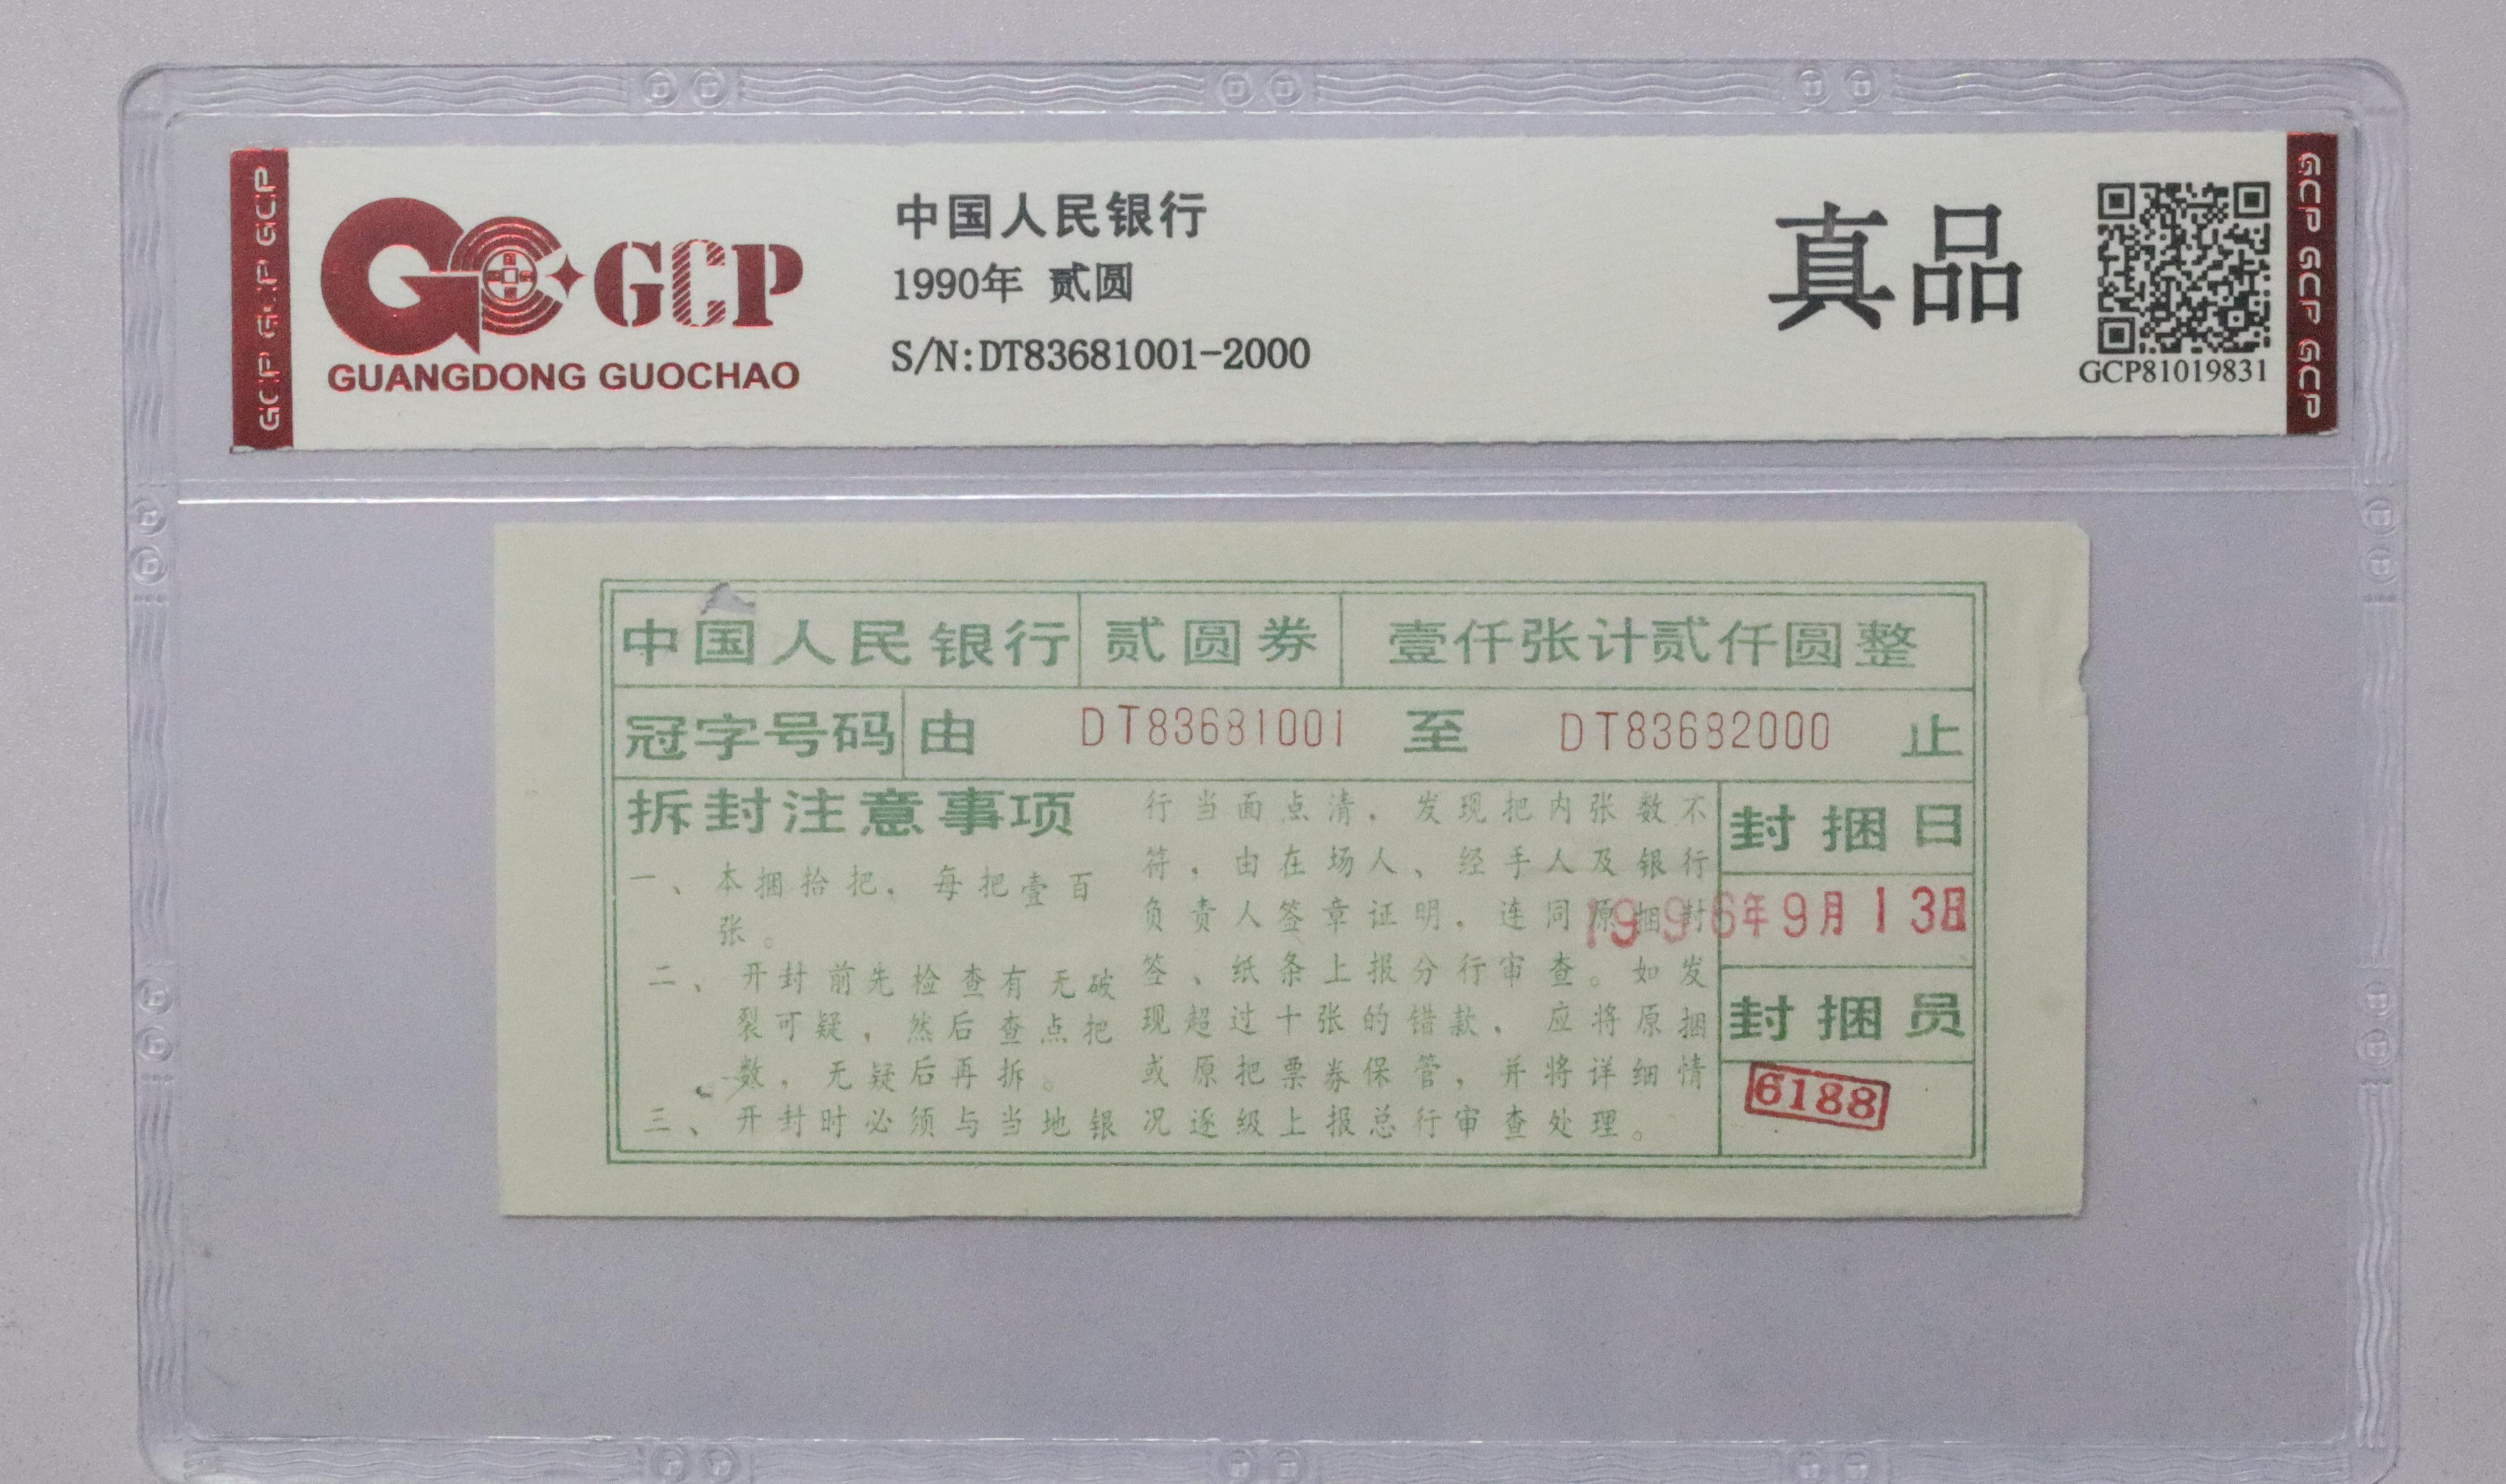 GCP GCP GCP
GCP
GUANGDONG GUOCHAO
中国人民银行
1990年 贰圆
S/N:DT83681001-2000
真品
GCP81019831
GCP GCP GCP
中国人民银行 贰圆券 壹仟张计贰仟圆整
冠字号码 由 DT83681001 至 DT83682000 止
拆封注意事项
一、本捆拾把，每把壹百
张。
二、开封前先检查有无破
裂可疑，然后查点把
数，无疑后再拆。
三、开封时必须与当地银
行当面点清，发现把内张数不
符，由在场人、经手人及银行
负责人签章证明，连同原捆封
签、纸条上报分行审查。如发
现超过十张的错款，应将原捆
或原把票券保管，并将详细情
况逐级上报总行审查处理。
封捆日
1996年9月13日
封捆员
6188